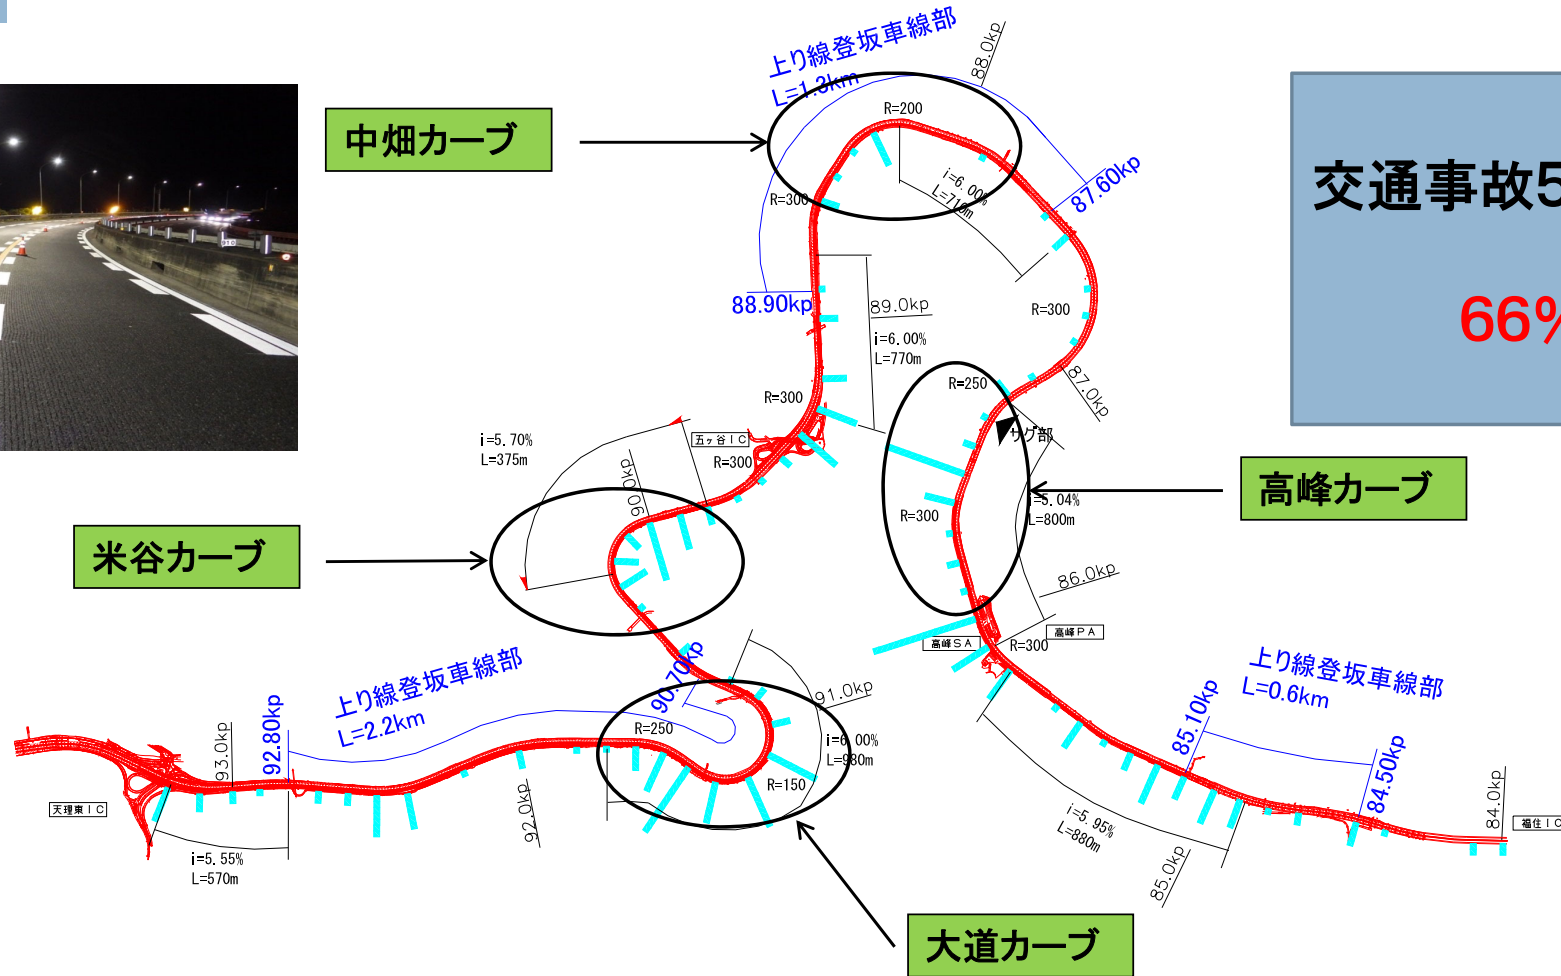 上り線登坂車線部
L=1.3km
88.0kp
中畑カーブ
R=200
交通事故5
i=6.00%
L=710m
87.60kp
R=300
66%
88.90kp
89.0kp
R=300
i=6.00%
L=770m
R=250
87.0kp
R=300
サグ部
i=5.70%
L=375m
五ヶ谷IC
R=300
90.0kp
高峰カーブ
R=300
i=5.04%
L=800m
米谷カーブ
86.0kp
高峰SA
高峰PA
R=300
上り線登坂車線部
L=2.2km
90.70kp
91.0kp
上り線登坂車線部
L=0.6km
85.10kp
93.0kp
92.80kp
R=250
i=6.00%
L=980m
R=150
84.50kp
84.0kp
天理東IC
92.0kp
福住IC
i=5.95%
L=880m
i=5.55%
L=570m
85.0kp
大道カーブ